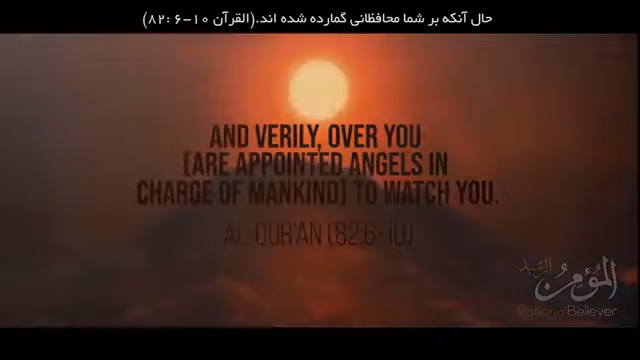 حال آنکه بر شما محافظانی گمارده شده اند.(القرآن ۱۰-۶ :۸۲)
AND VERILY, OVER YOU
(ARE APPOINTED ANGELS IN
CHARGE OF MANKIND) TO WATCH YOU.
AL-QUR'AN (82:6-10)
المؤمن الرشيد
Rational Believer